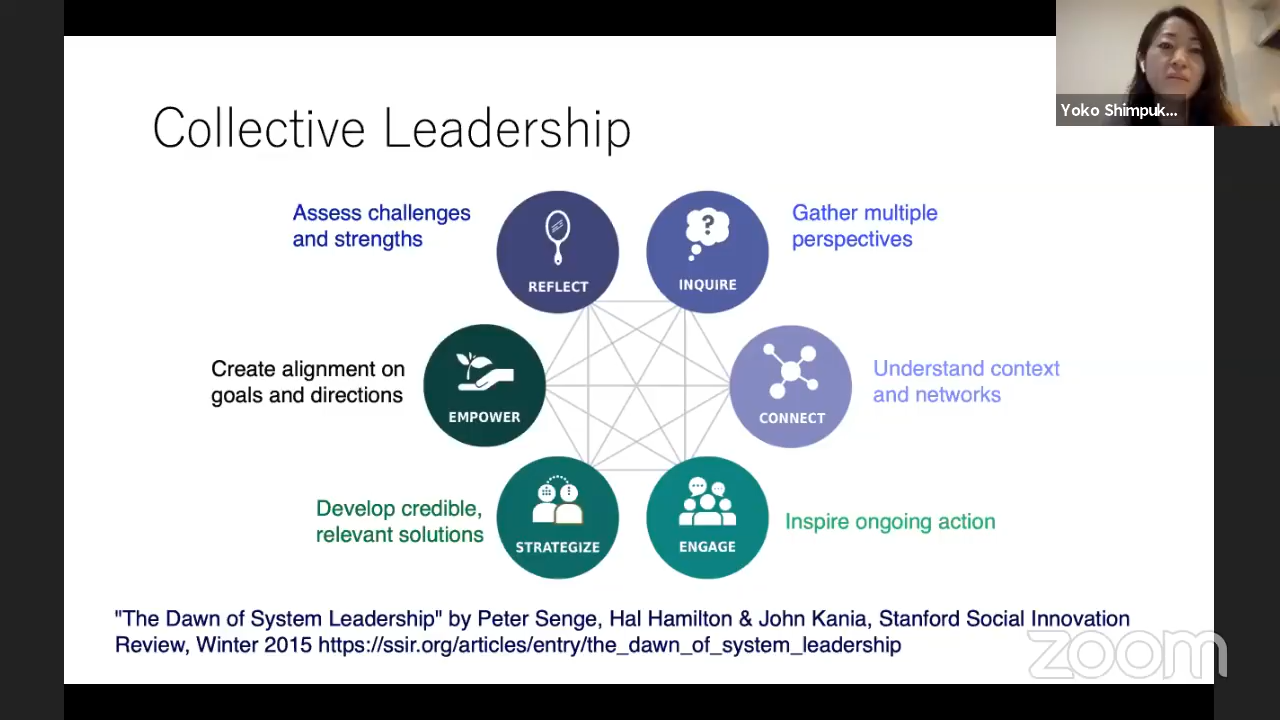 Yoko Shimpuk...
Collective Leadership
Assess challenges
and strengths
REFLECT
INQUIRE
Gather multiple
perspectives
Create alignment on
goals and directions
EMPOWER
CONNECT
Understand context
and networks
Develop credible,
relevant solutions
STRATEGIZE
ENGAGE
Inspire ongoing action
"The Dawn of System Leadership" by Peter Senge, Hal Hamilton & John Kania, Stanford Social Innovation
Review, Winter 2015 https://ssir.org/articles/entry/the_dawn_of_system_leadership
zoom